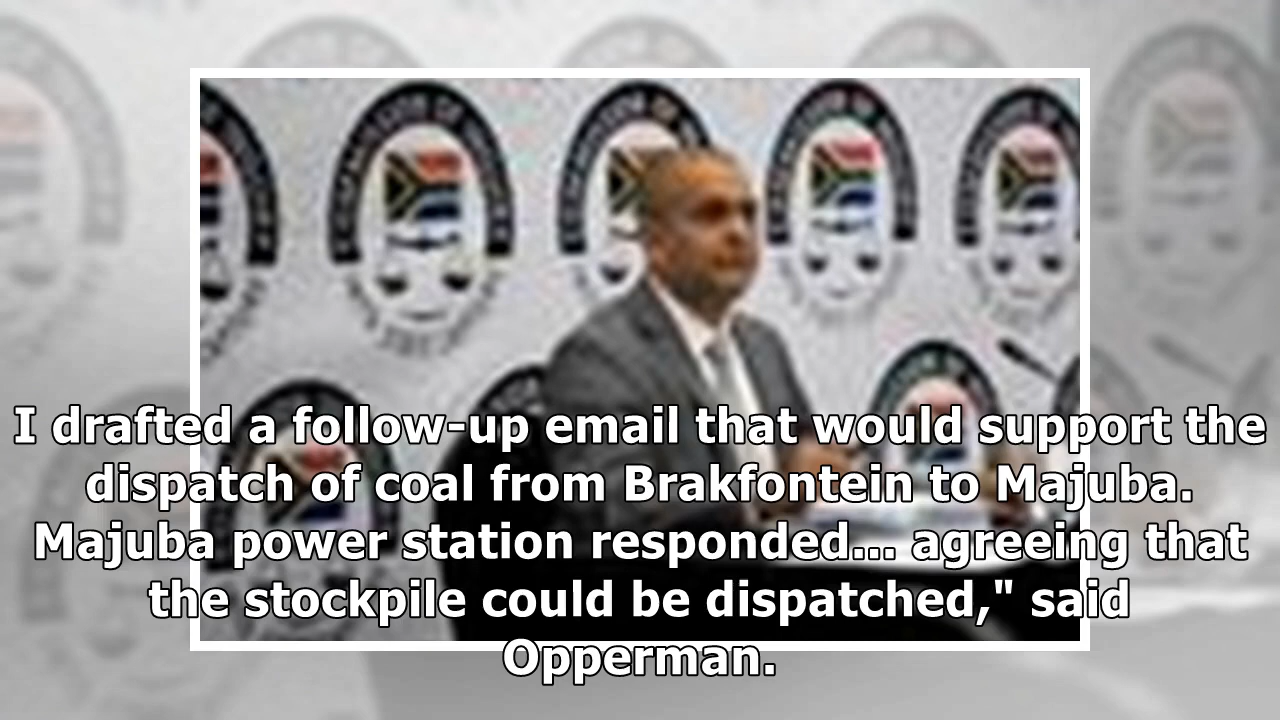 I drafted a follow-up email that would support the
dispatch of coal from Brakfontein to Majuba.
Majuba power station responded... agreeing that
the stockpile could be dispatched," said
Opperman.